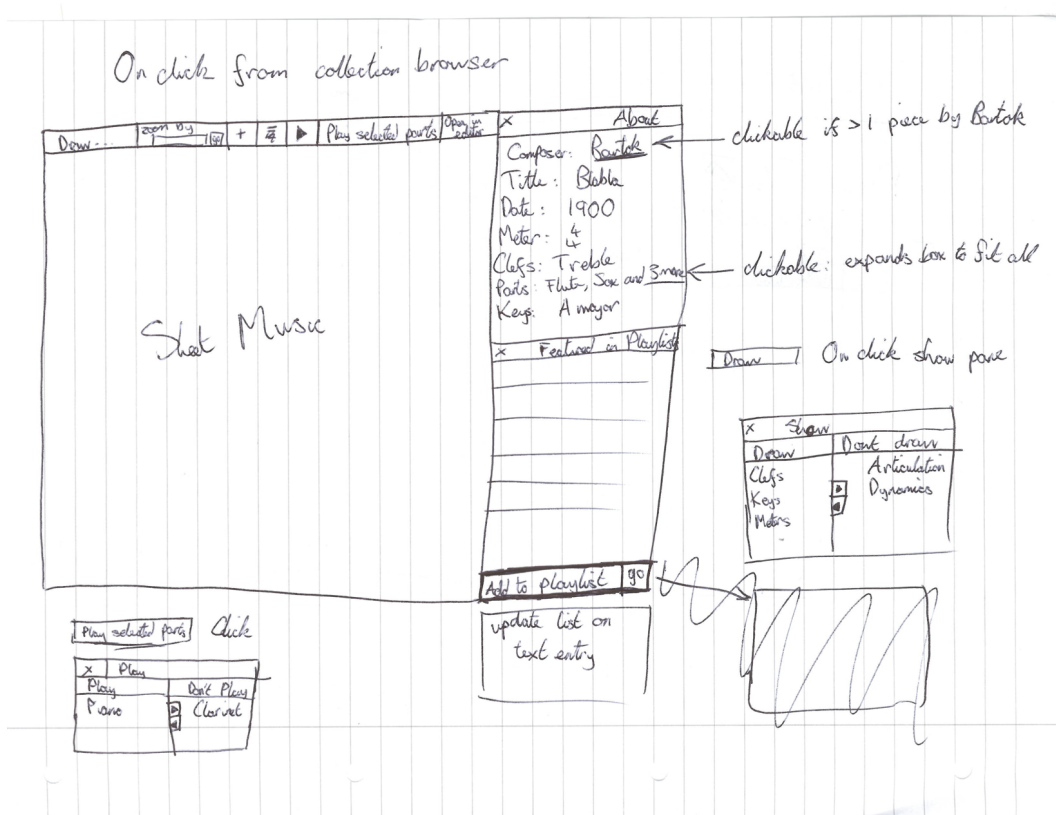 On click from collection browser
Draw... zoom by + Play selected parts Open in editor
Sheet Music
x About
Composer: Bartok
Title: Blabla
Date: 1900
Meter: 4 4
Clefs: Treble
Parts: Flute, Sax and 3 more
Keys: A mayor
clickable if >1 piece by Bartok
clickable: expands box to fit all
x Featured in Playlists
Add to playlist go
update list on
text entry
Draw On click show pane
x Show
Draw Dont draw
Clefs Articulation
Keys Dynamics
Meters
Play selected parts Click
x Play
Play Don't Play
Piano Clarinet